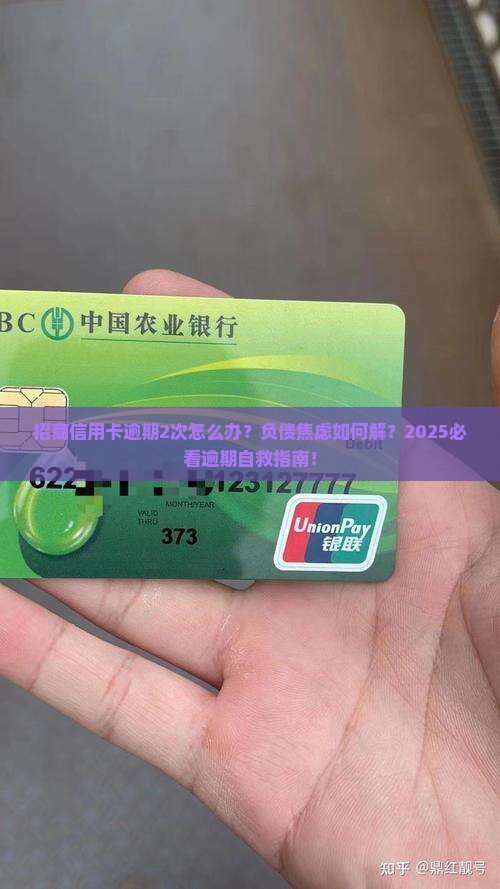 BC 中国农业银行
招商信用卡逾期2次怎么办？负债焦虑如何解？2025必
看逾期自救指南！
Debit
622
123127777
MONTH/YEAR
VALID
THRU
373
UnionPay
银联
知乎 @鼎红靓号